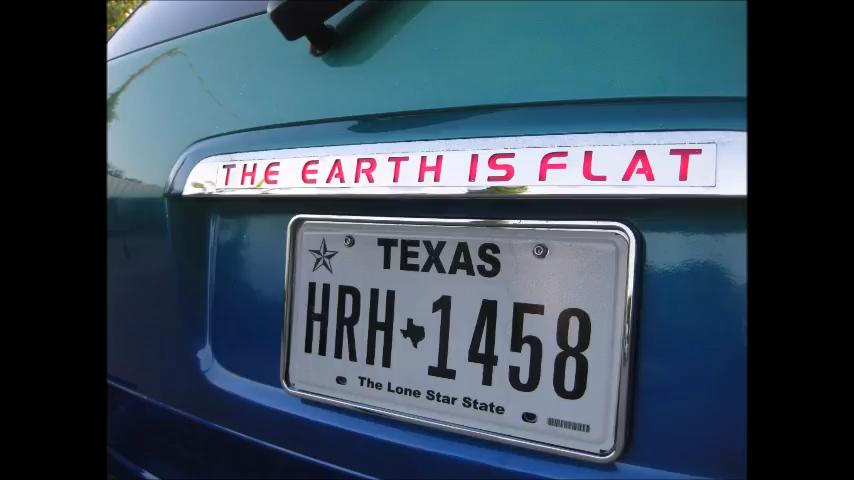 THE EARTH IS FLAT
TEXAS
HRH 1458
The Lone Star State